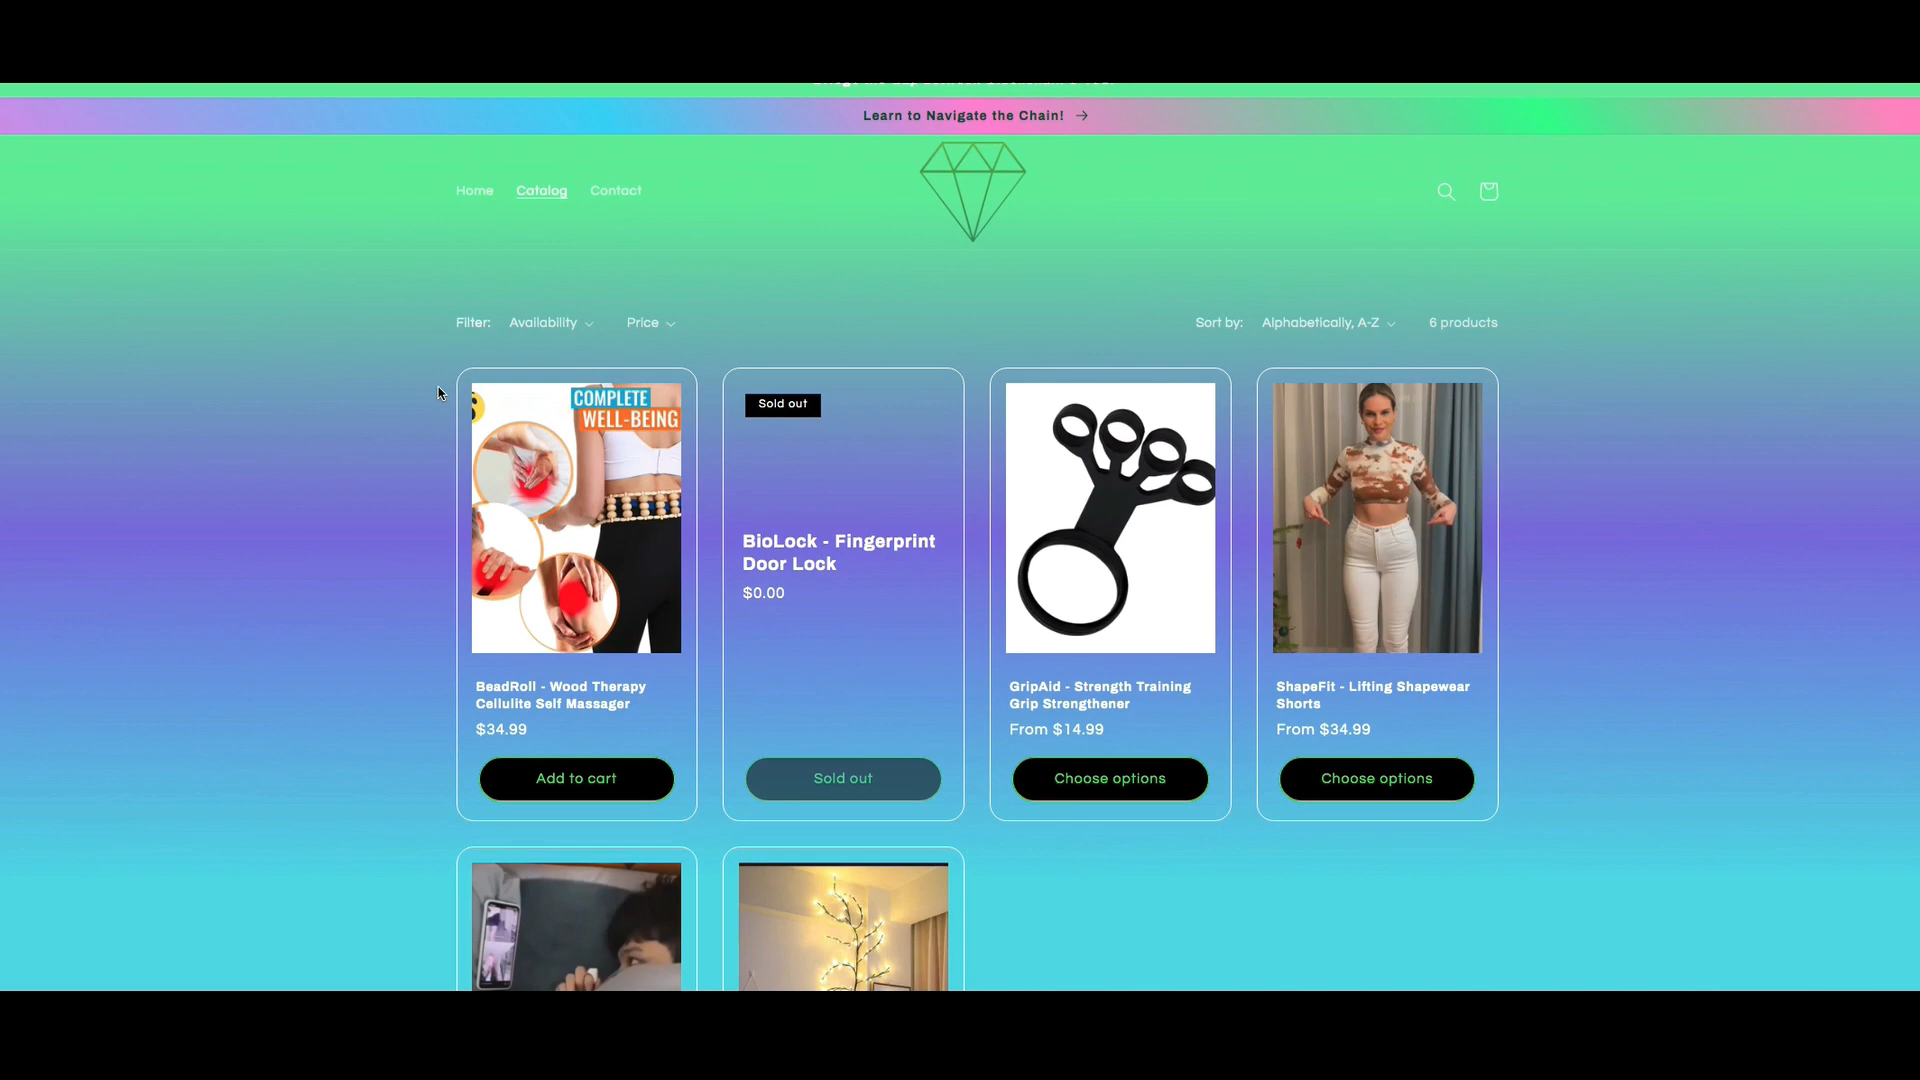 Learn to Navigate the Chain! →
Home Catalog Contact
Filter: Availability Price Sort by: Alphabetically, A-Z 6 products
COMPLETE
WELL-BEING
Sold out
BioLock - Fingerprint
Door Lock
$0.00
BeadRoll - Wood Therapy
Cellulite Self Massager
$34.99
GripAid - Strength Training
Grip Strengthener
From $14.99
ShapeFit - Lifting Shapewear
Shorts
From $34.99
Add to cart
Sold out
Choose options
Choose options